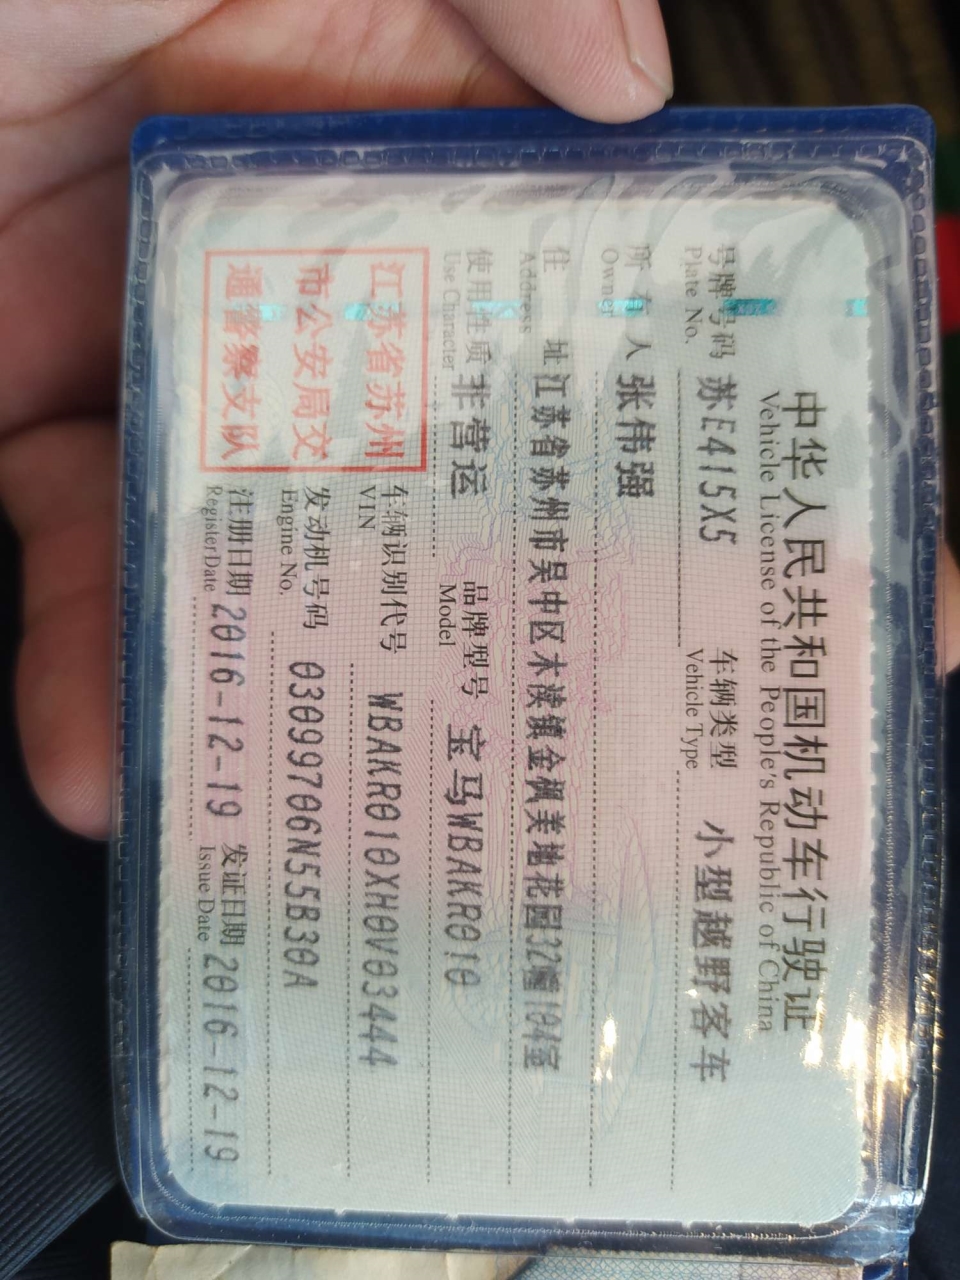 中华人民共和国机动车行驶证
Vehicle License of the People's Republic of China
号牌号码 苏E415X5 车辆类型 小型越野客车
Plate No. Vehicle Type
所有人 张伟强
Owner
住址 江苏省苏州市吴中区木渎镇金枫美地花园32幢104室
Address
使用性质 非营运 品牌型号 宝马WBAKR010
Use Character Model
江苏省苏州
市公安局交
通警察支队
车辆识别代号 WBAKR010XH0V03444
VIN
发动机号码 03099706N55B30A
Engine No.
注册日期 2016-12-19 发证日期 2016-12-19
Register Date Issue Date